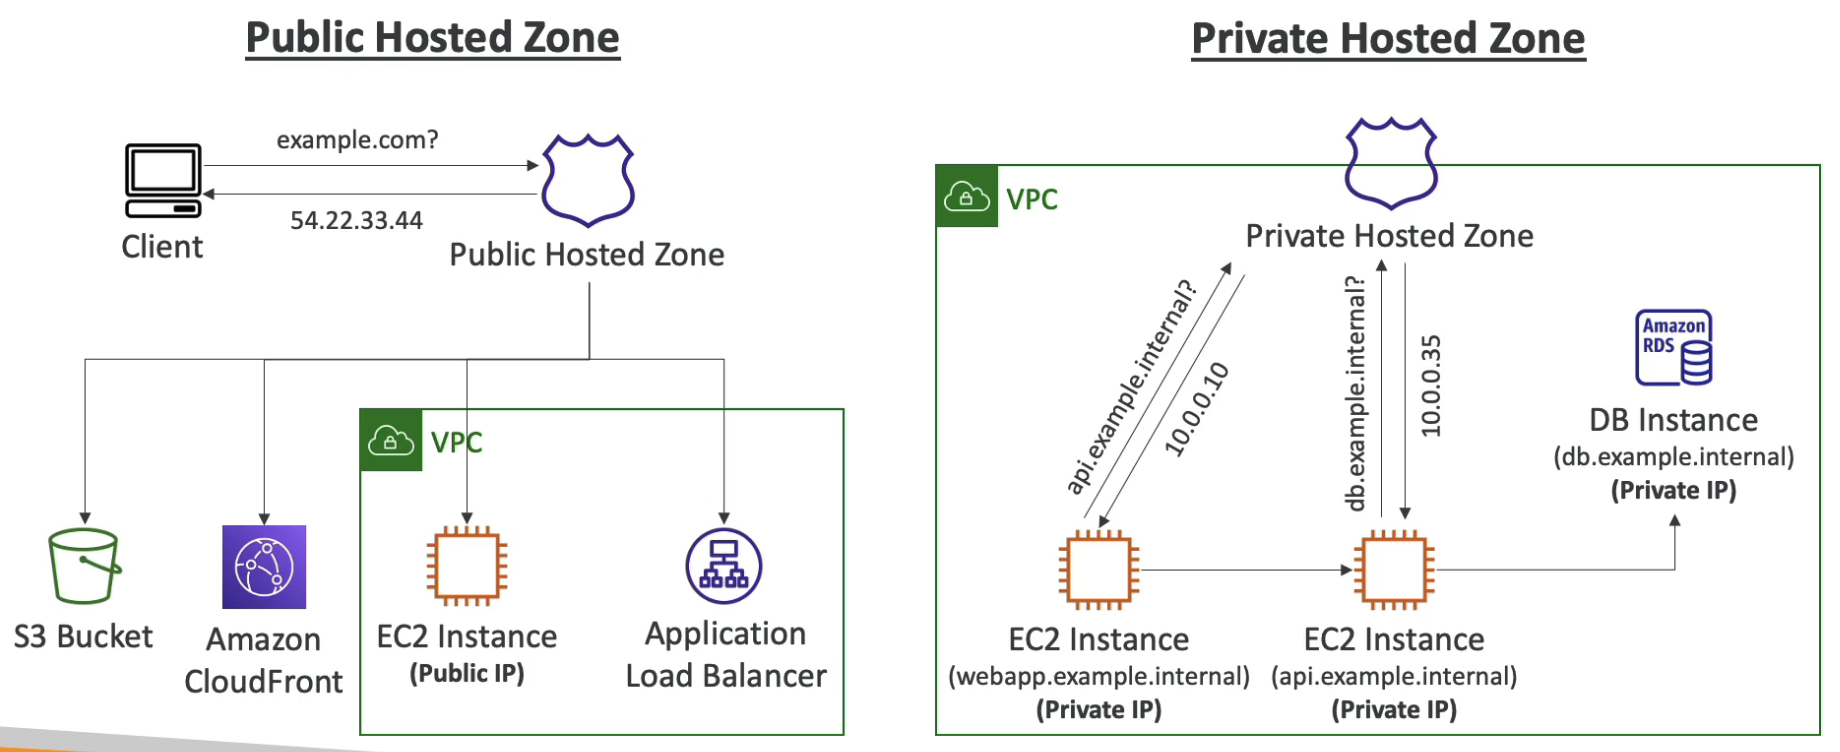 Public Hosted Zone
example.com?
54.22.33.44
Client
Public Hosted Zone
VPC
S3 Bucket
Amazon
CloudFront
EC2 Instance
(Public IP)
Application
Load Balancer
Private Hosted Zone
VPC
Private Hosted Zone
api.example.internal?
10.0.0.10
db.example.internal?
10.0.0.35
Amazon
RDS
DB Instance
(db.example.internal)
(Private IP)
EC2 Instance
(webapp.example.internal)
(Private IP)
EC2 Instance
(api.example.internal)
(Private IP)